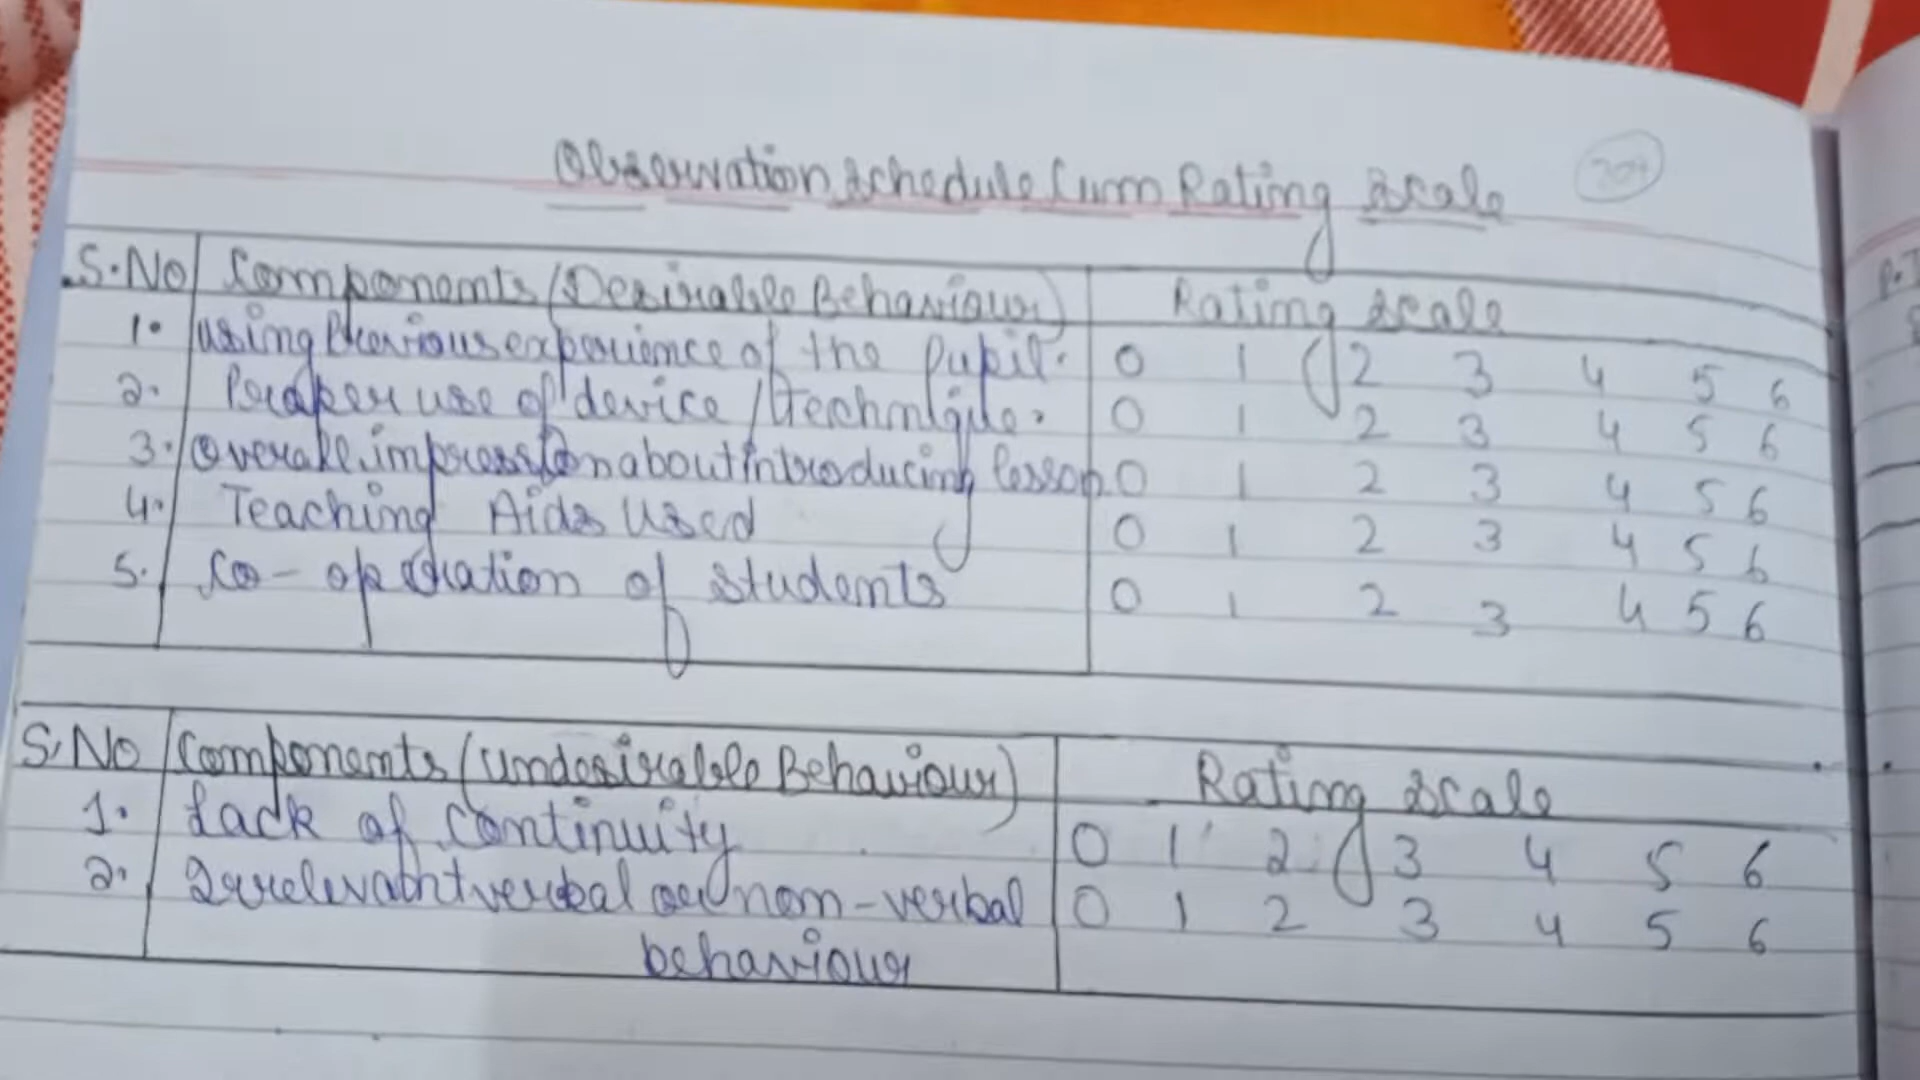 Observation Schedule Cum Rating Scale
S.No Components (Desirable Behaviour) Rating Scale
1. Using Previous experience of the Pupil. 0 1 2 3 4 5 6
2. Proper use of device / technique. 0 1 2 3 4 5 6
3. Overall impression about introducing lesson 0 1 2 3 4 5 6
4. Teaching Aids Used 0 1 2 3 4 5 6
5. Co-operation of students 0 1 2 3 4 5 6
S.No Components (Undesirable Behaviour) Rating Scale
1. Lack of Continuity 0 1 2 3 4 5 6
2. Irrelevant verbal or non-verbal 0 1 2 3 4 5 6
behaviour